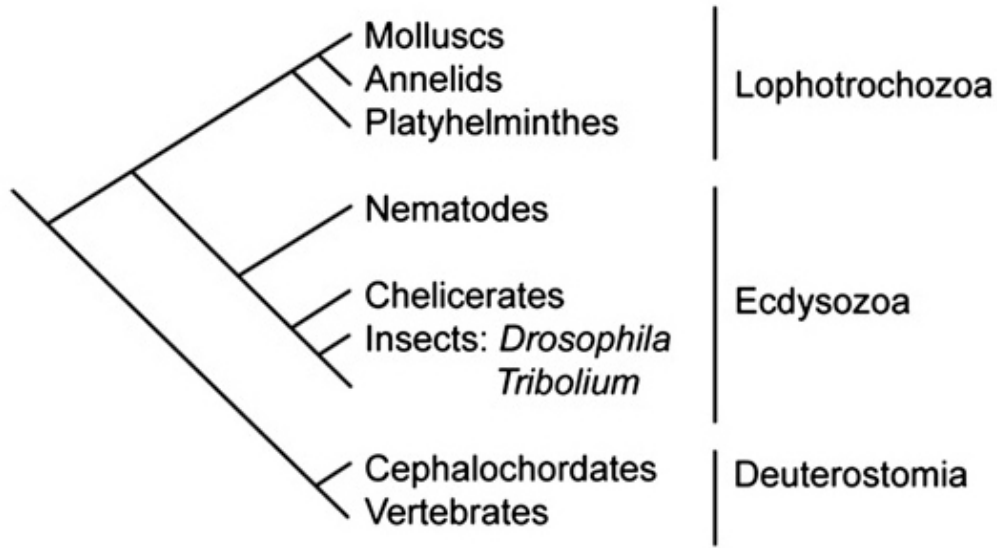 Molluscs
Annelids
Platyhelminthes
Lophotrochozoa
Nematodes
Chelicerates
Insects: Drosophila
Tribolium
Ecdysozoa
Cephalochordates
Vertebrates
Deuterostomia